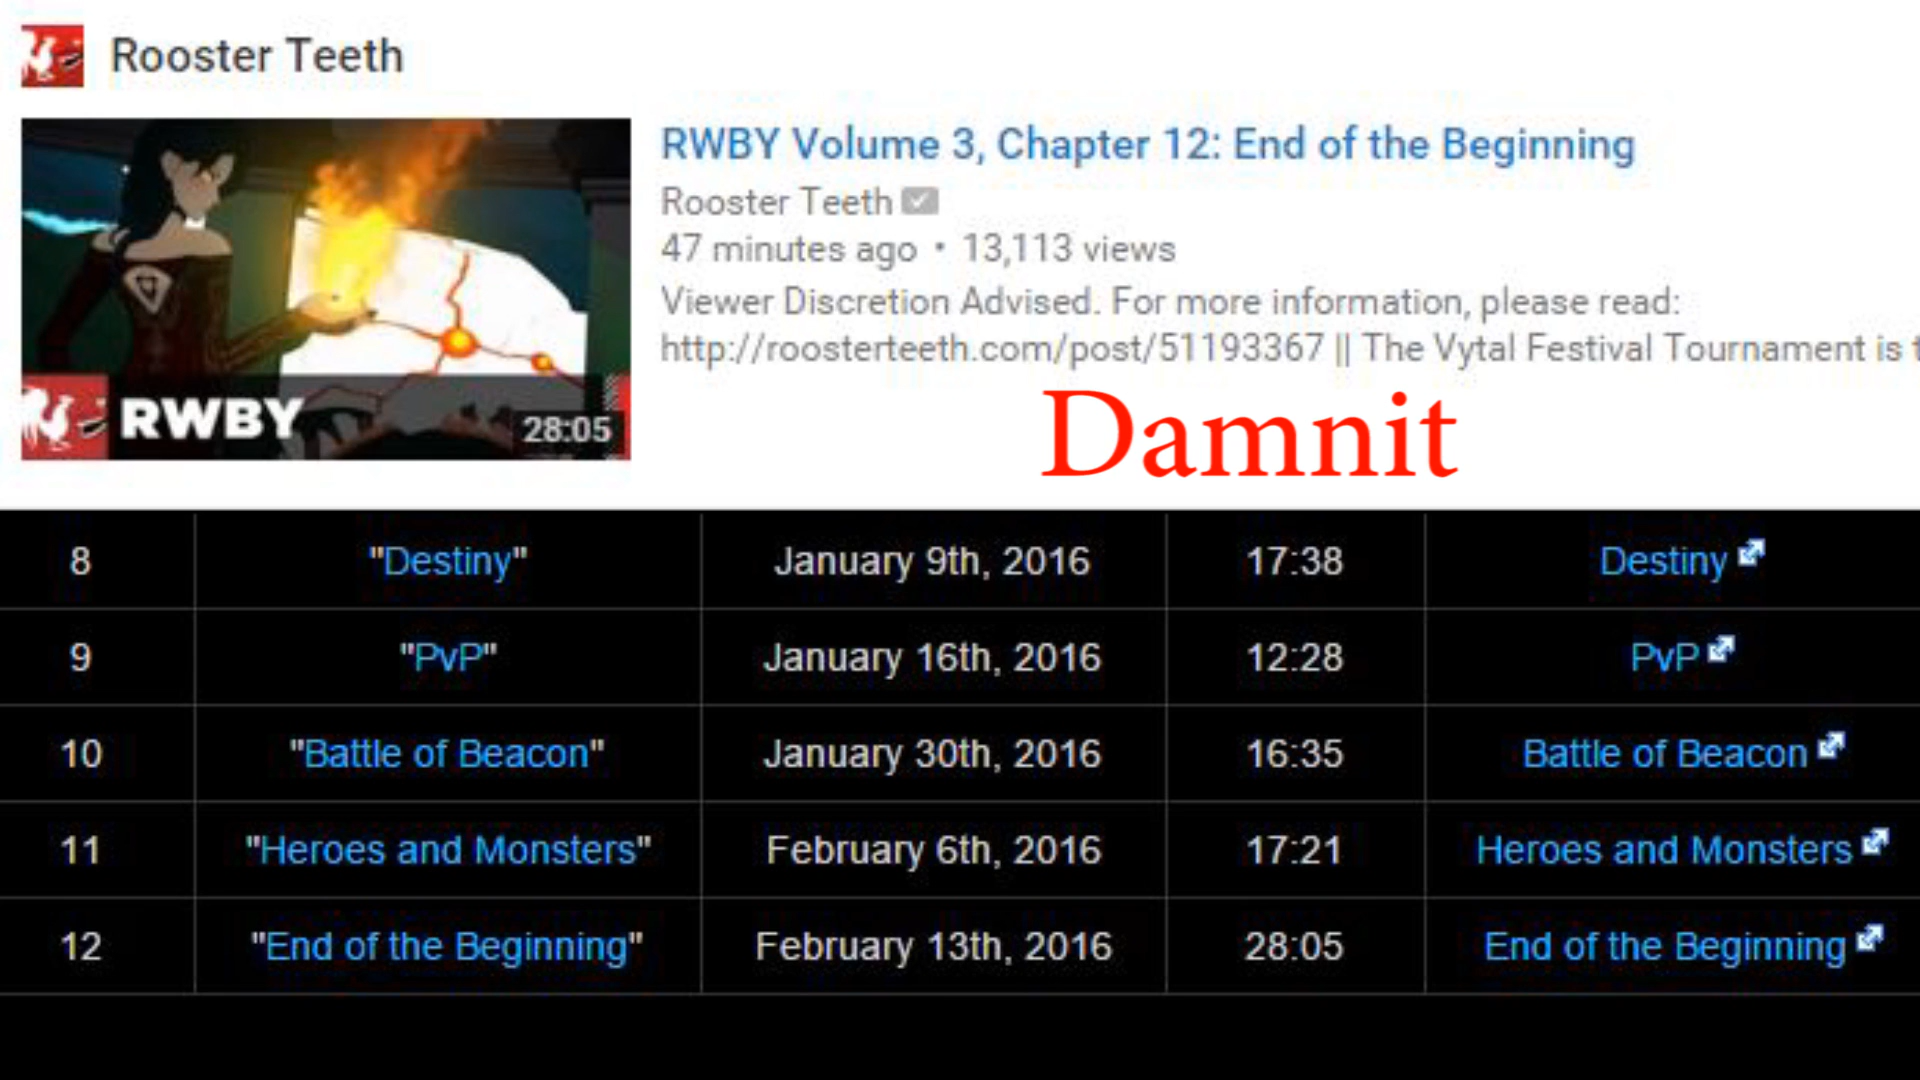 Rooster Teeth
RWBY Volume 3, Chapter 12: End of the Beginning
Rooster Teeth
47 minutes ago • 13,113 views
Viewer Discretion Advised. For more information, please read:
http://roosterteeth.com/post/51193367 || The Vytal Festival Tournament is t
RWBY
28:05
Damnit
8 "Destiny" January 9th, 2016 17:38 Destiny
9 "PvP" January 16th, 2016 12:28 PvP
10 "Battle of Beacon" January 30th, 2016 16:35 Battle of Beacon
11 "Heroes and Monsters" February 6th, 2016 17:21 Heroes and Monsters
12 "End of the Beginning" February 13th, 2016 28:05 End of the Beginning